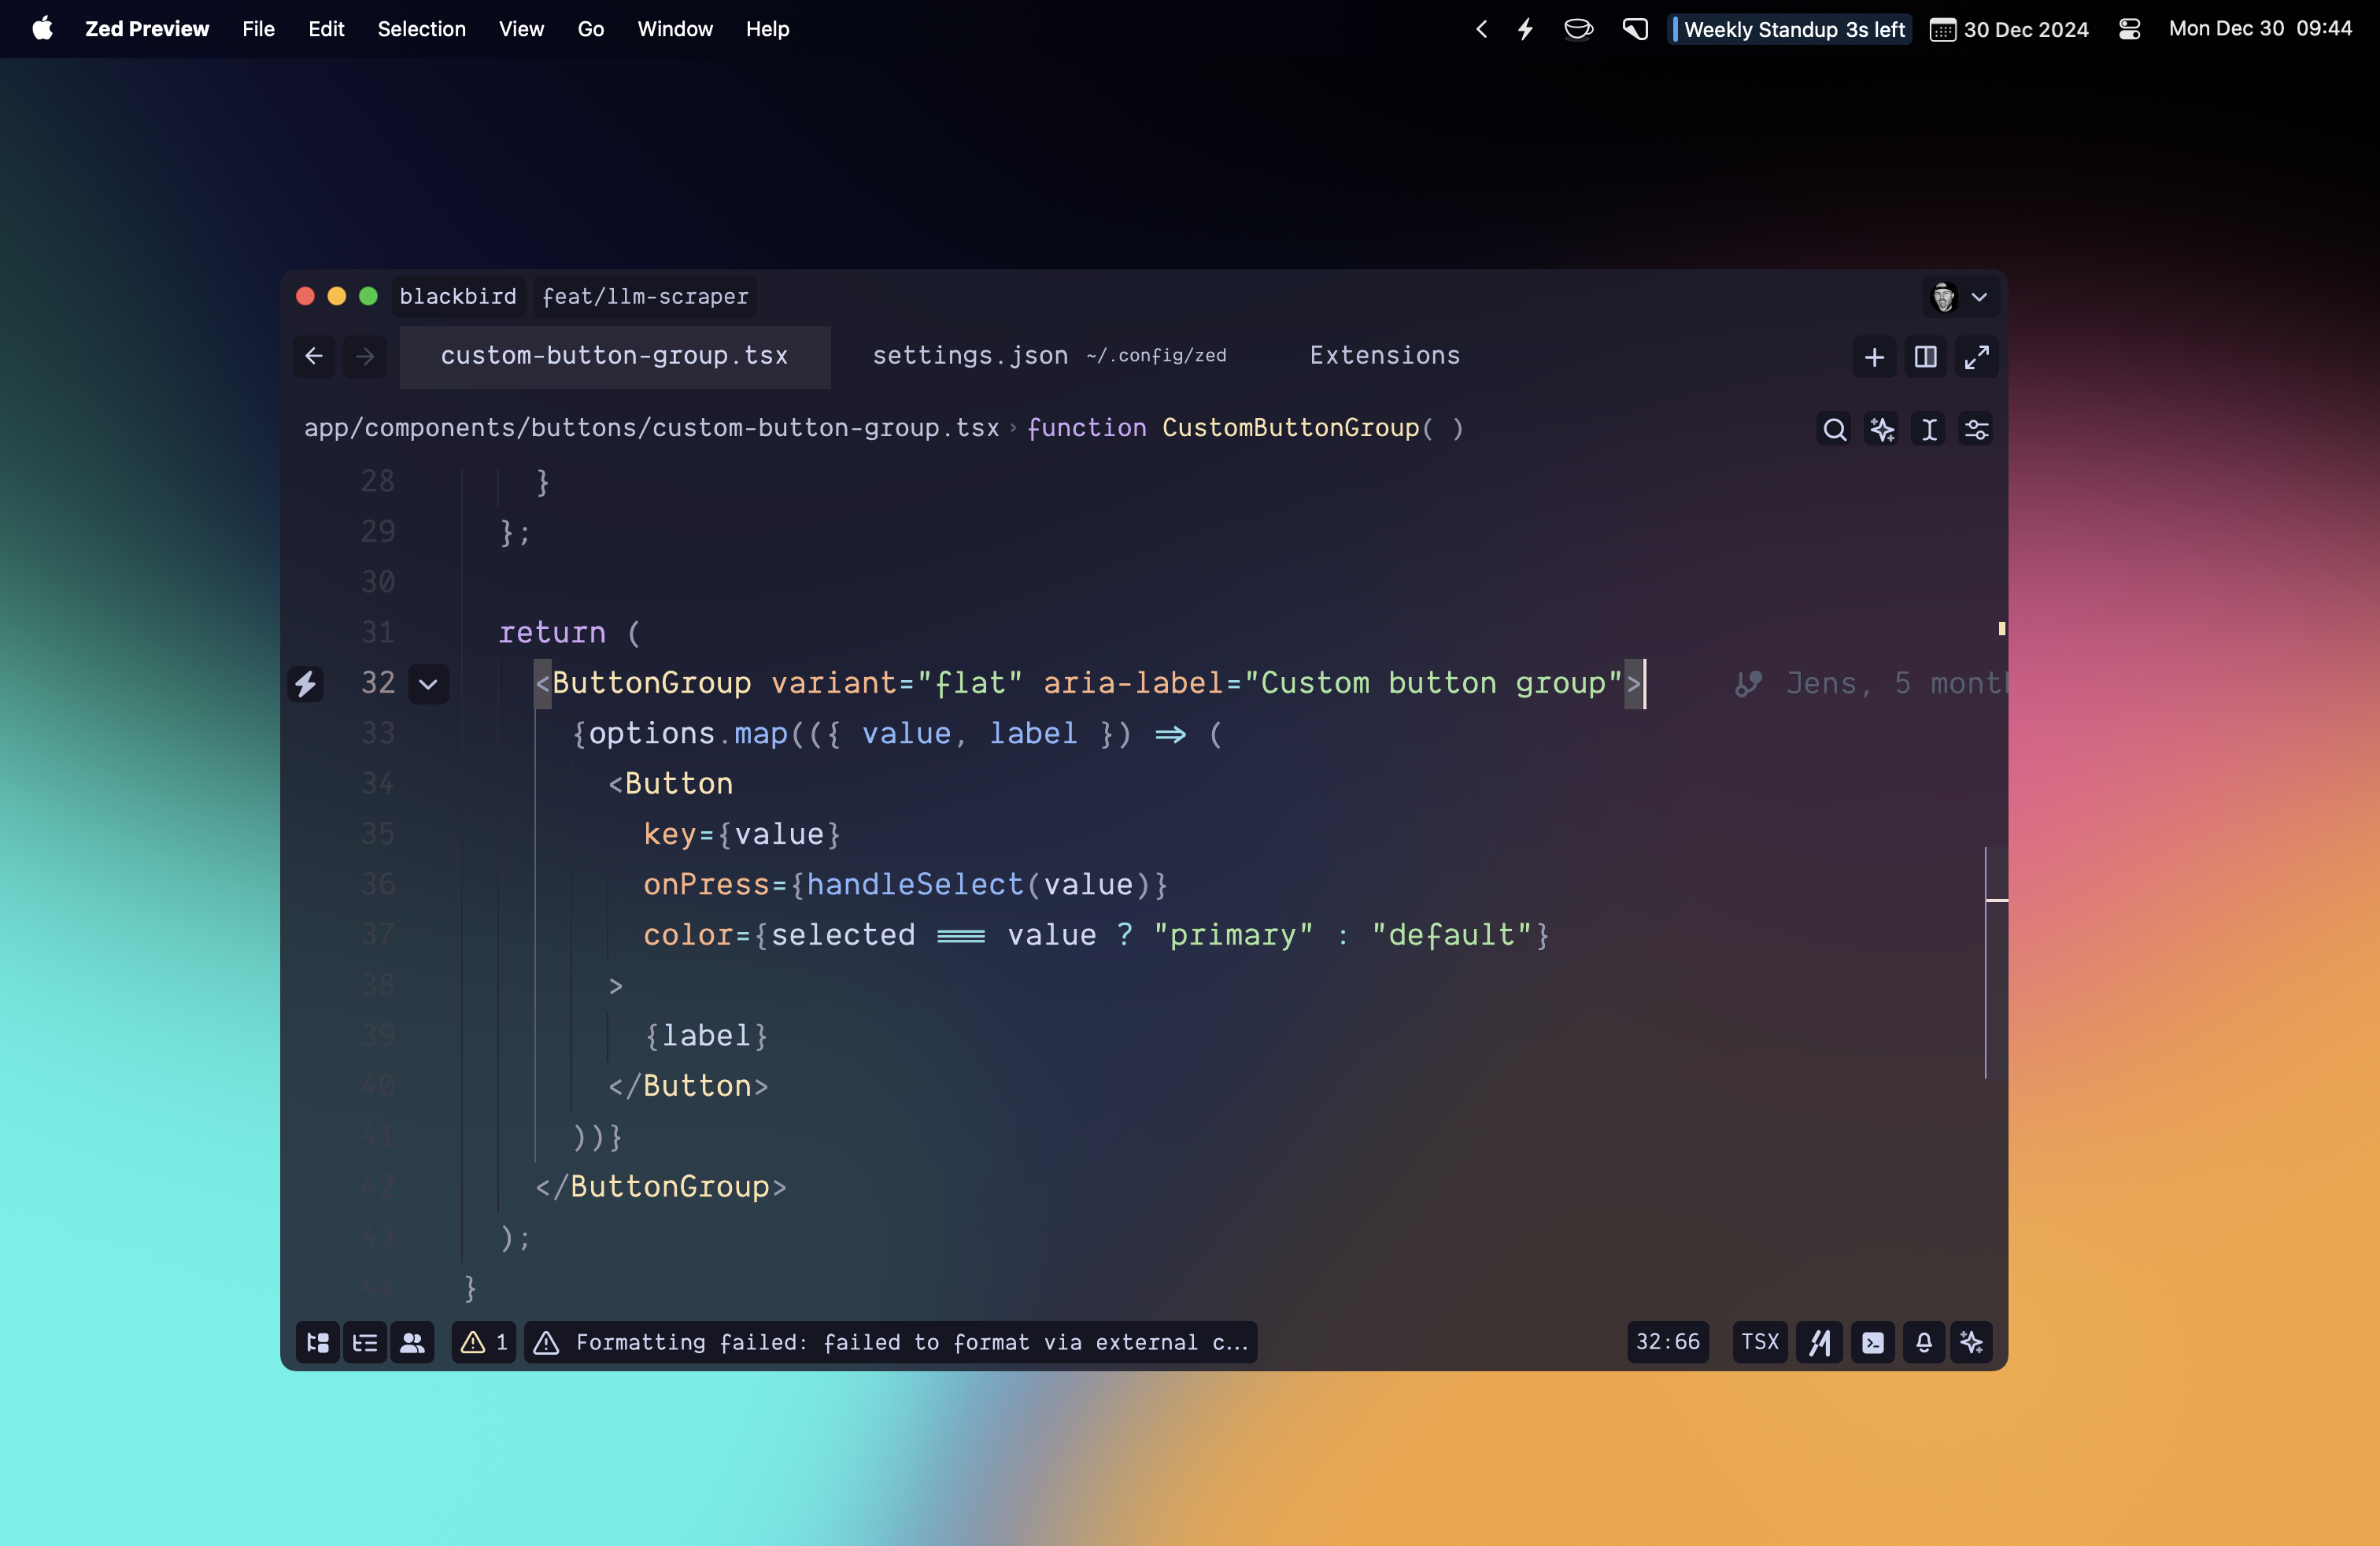 Zed Preview File Edit Selection View Go Window Help Weekly Standup 3s left 30 Dec 2024 Mon Dec 30 09:44
blackbird feat/llm-scraper
custom-button-group.tsx settings.json ~/.config/zed Extensions
app/components/buttons/custom-button-group.tsx › function CustomButtonGroup( )
28 }
29 };
30
31 return (
32 <ButtonGroup variant="flat" aria-label="Custom button group"> Jens, 5 mont
33 {options.map(({ value, label }) => (
34 <Button
35 key={value}
36 onPress={handleSelect(value)}
37 color={selected === value ? "primary" : "default"}
38 >
39 {label}
40 </Button>
41 ))}
42 </ButtonGroup>
43 );
44 }
1 Formatting failed: failed to format via external c... 32:66 TSX